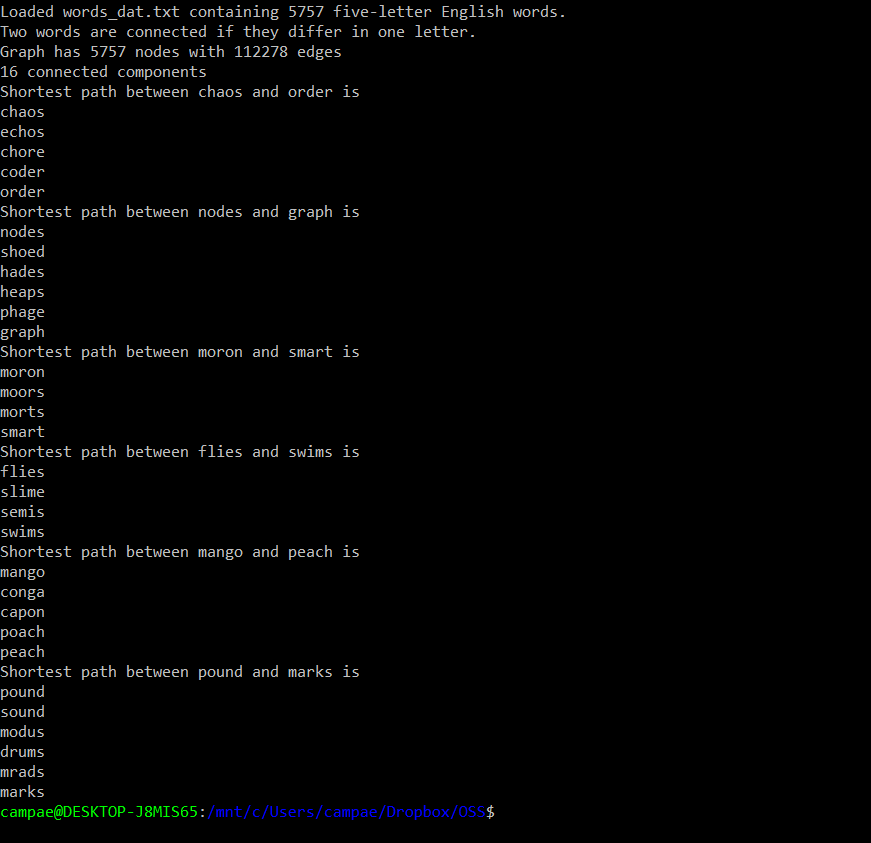 Loaded words_dat.txt containing 5757 five-letter English words.
Two words are connected if they differ in one letter.
Graph has 5757 nodes with 112278 edges
16 connected components
Shortest path between chaos and order is
chaos
echos
chore
coder
order
Shortest path between nodes and graph is
nodes
shoed
hades
heaps
phage
graph
Shortest path between moron and smart is
moron
moors
morts
smart
Shortest path between flies and swims is
flies
slime
semis
swims
Shortest path between mango and peach is
mango
conga
capon
poach
peach
Shortest path between pound and marks is
pound
sound
modus
drums
mrads
marks
campae@DESKTOP-J8MIS65:/mnt/c/Users/campae/Dropbox/OSS$